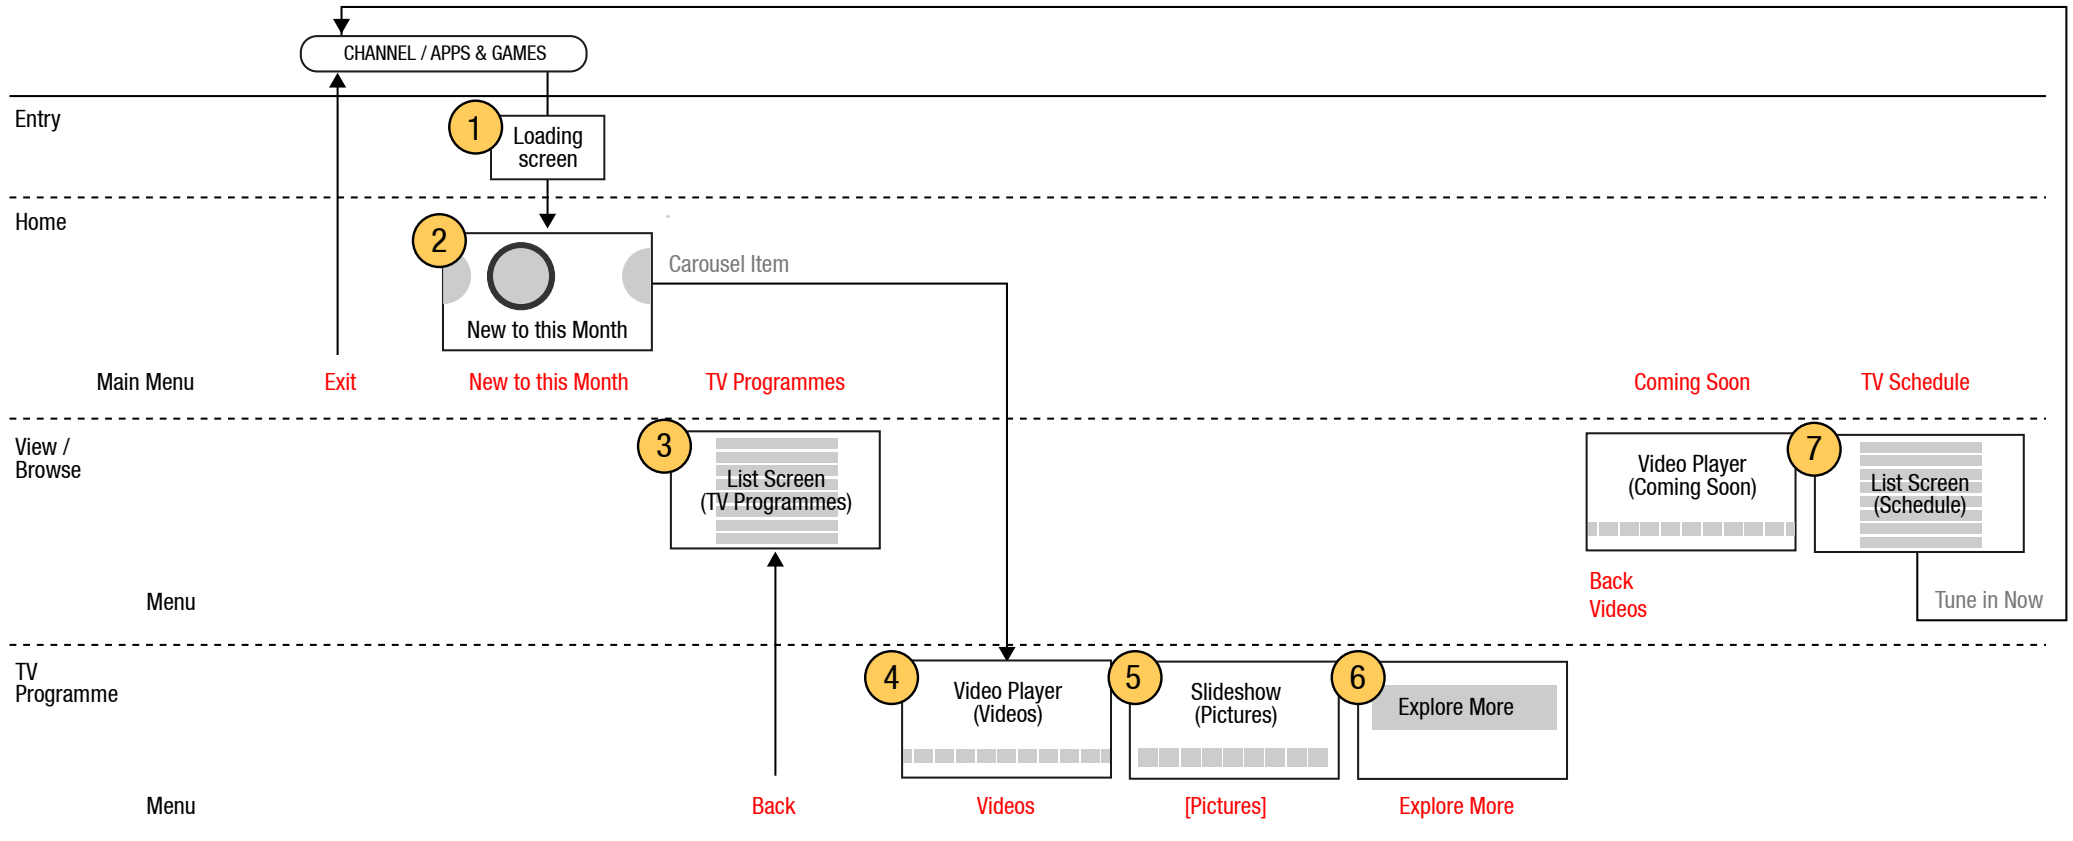 CHANNEL / APPS & GAMES
Entry
1
Loading
screen
Home
2
Carousel Item
New to this Month
Main Menu
Exit
New to this Month
TV Programmes
Coming Soon
TV Schedule
View /
Browse
3
List Screen
(TV Programmes)
Video Player
(Coming Soon)
7
List Screen
(Schedule)
Back
Videos
Menu
Tune in Now
TV
Programme
4
Video Player
(Videos)
5
Slideshow
(Pictures)
6
Explore More
Menu
Back
Videos
[Pictures]
Explore More